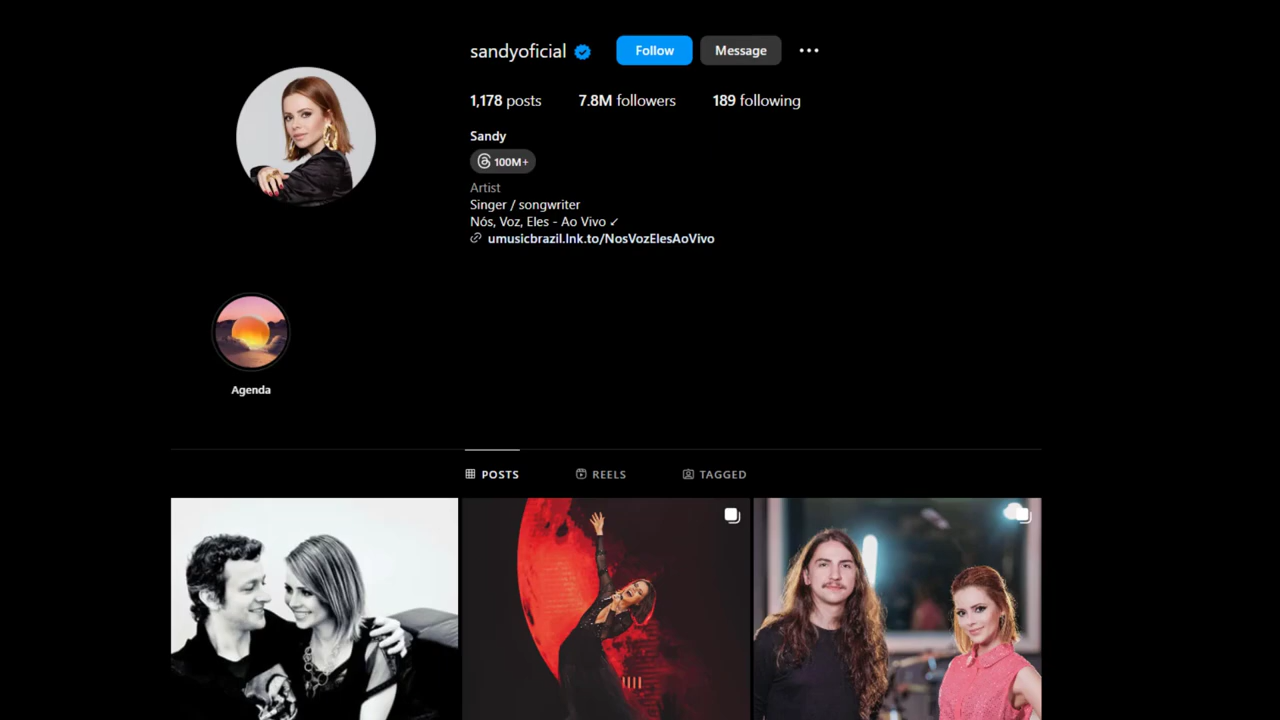 sandyoficial Follow Message
1,178 posts 7.8M followers 189 following
Sandy
100M+
Artist
Singer / songwriter
Nós, Voz, Eles - Ao Vivo ✓
umusicbrazil.lnk.to/NosVozElesAoVivo
Agenda
POSTS REELS TAGGED